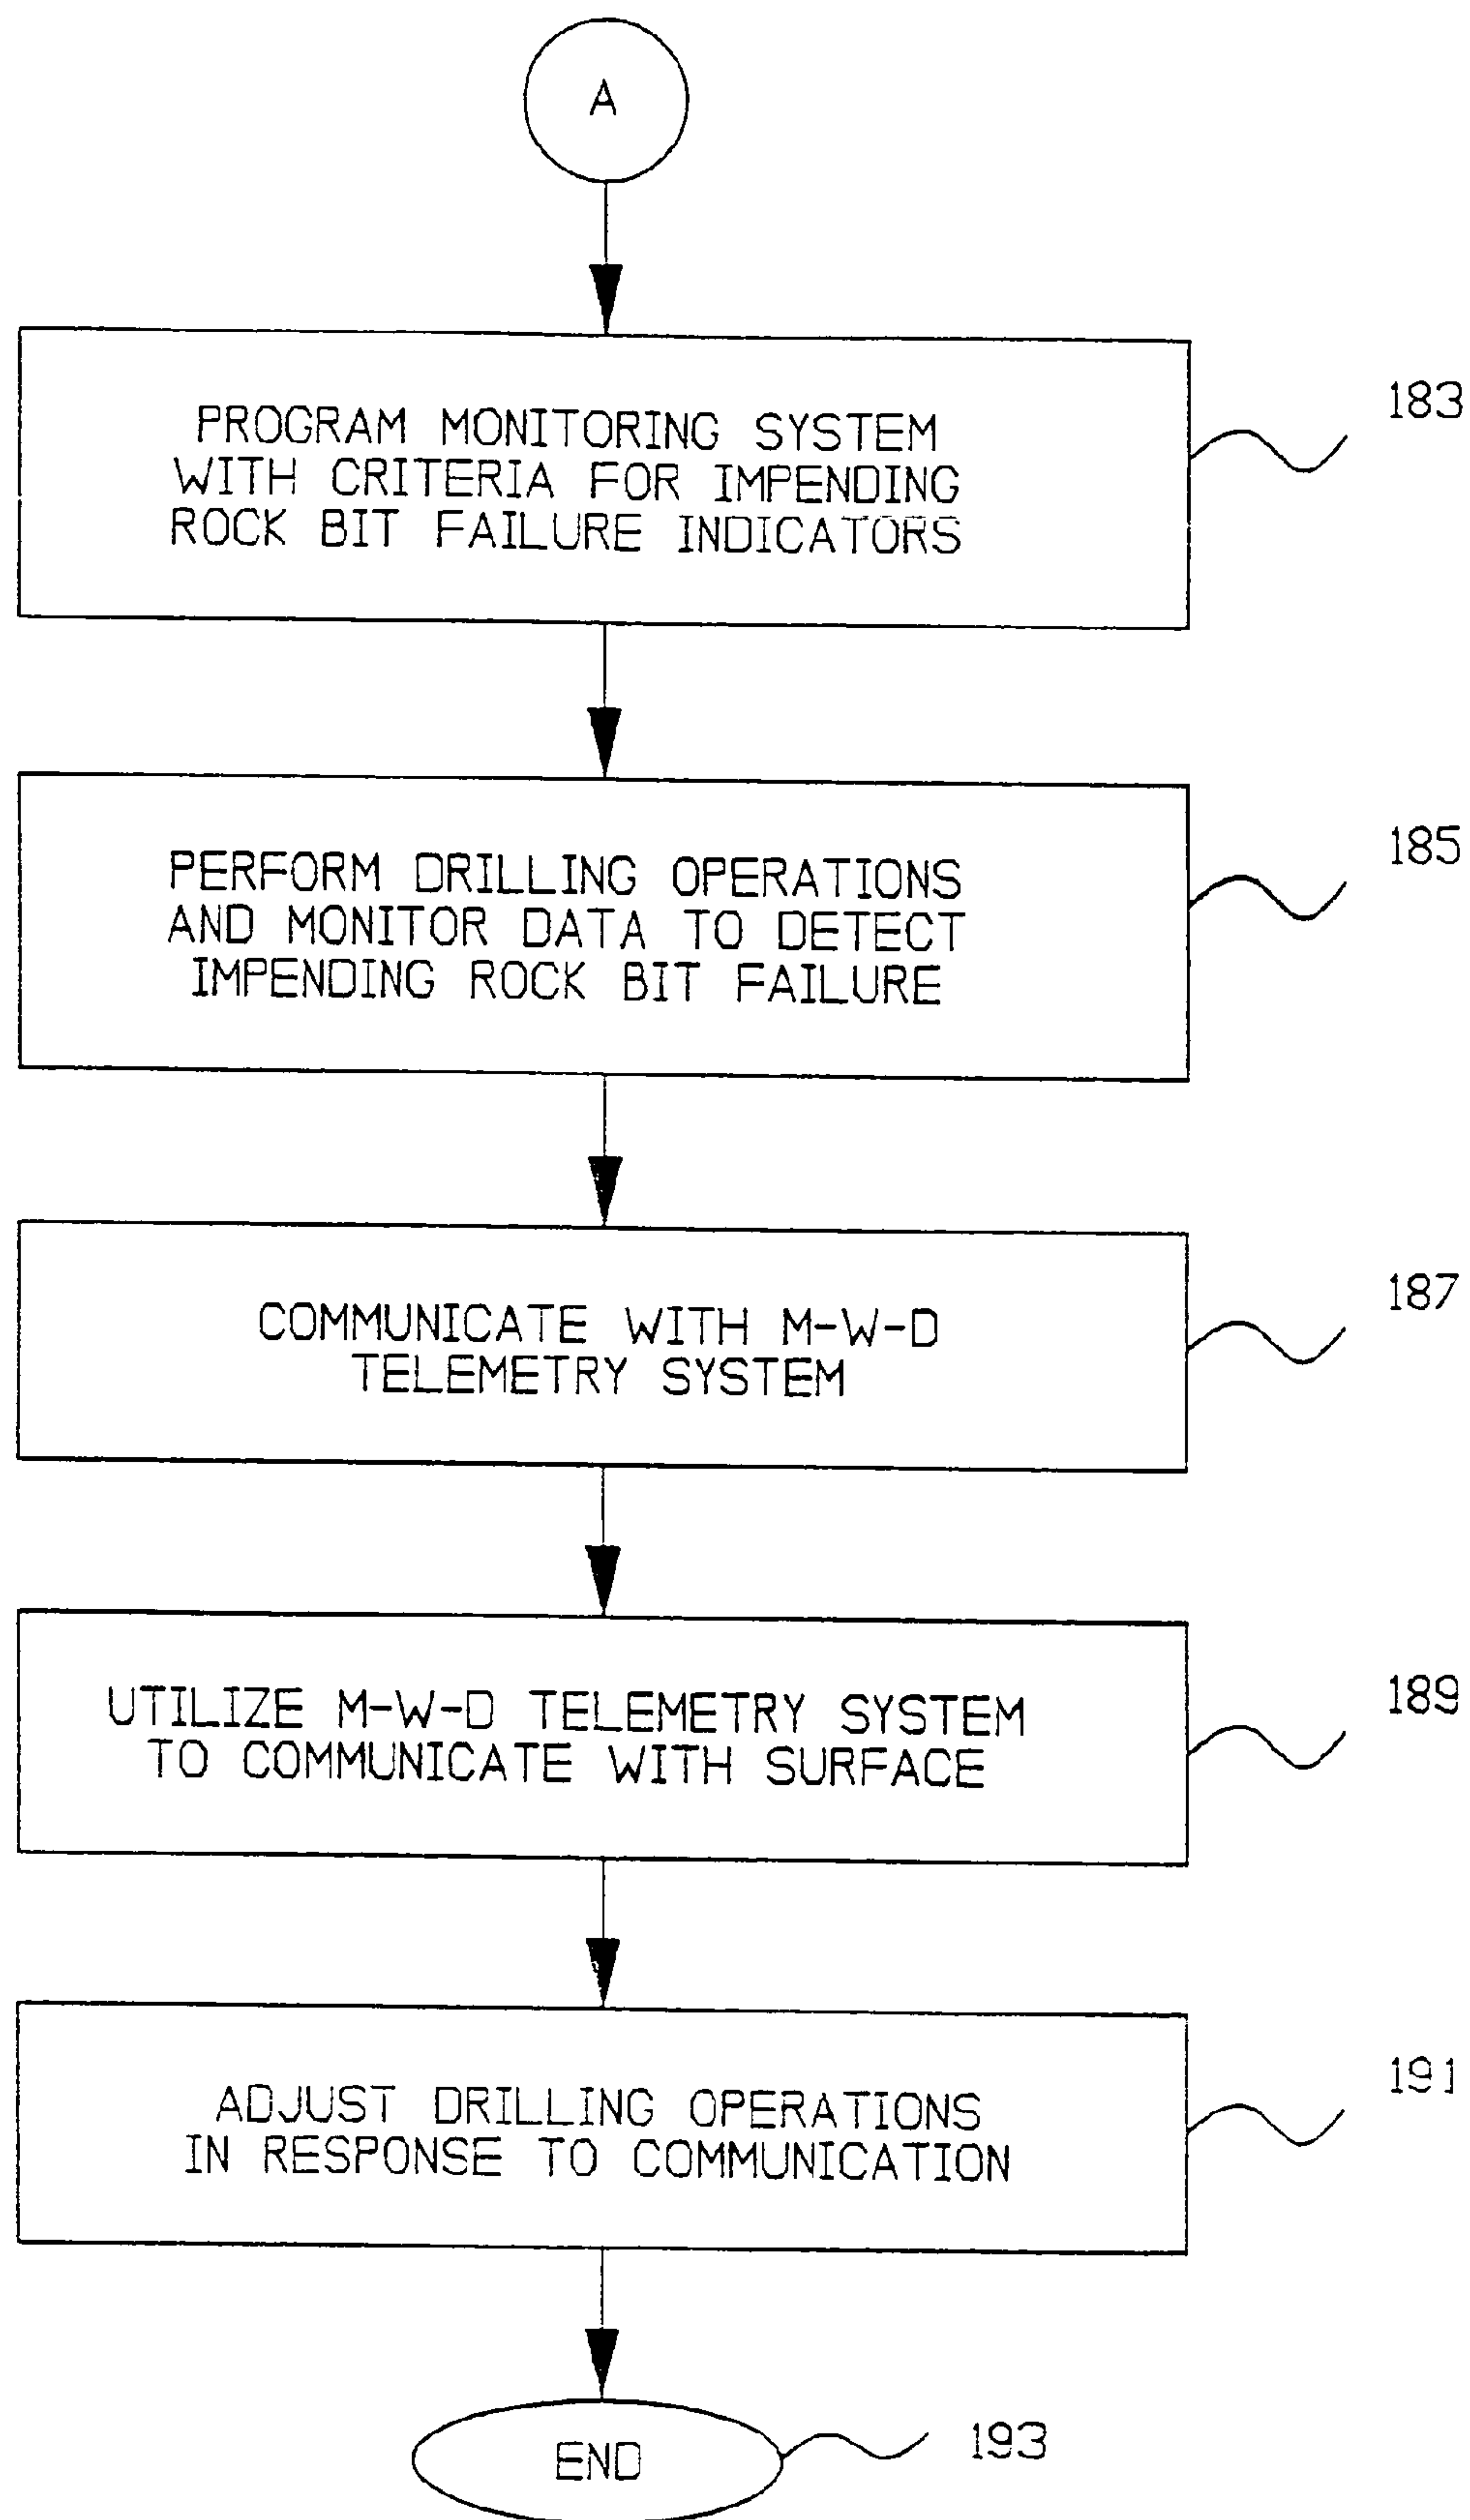 A
PROGRAM MONITORING SYSTEM
WITH CRITERIA FOR IMPENDING
ROCK BIT FAILURE INDICATORS
183
PERFORM DRILLING OPERATIONS
AND MONITOR DATA TO DETECT
IMPENDING ROCK BIT FAILURE
185
COMMUNICATE WITH M-W-D
TELEMETRY SYSTEM
187
UTILIZE M-W-D TELEMETRY SYSTEM
TO COMMUNICATE WITH SURFACE
189
ADJUST DRILLING OPERATIONS
IN RESPONSE TO COMMUNICATION
191
END
193